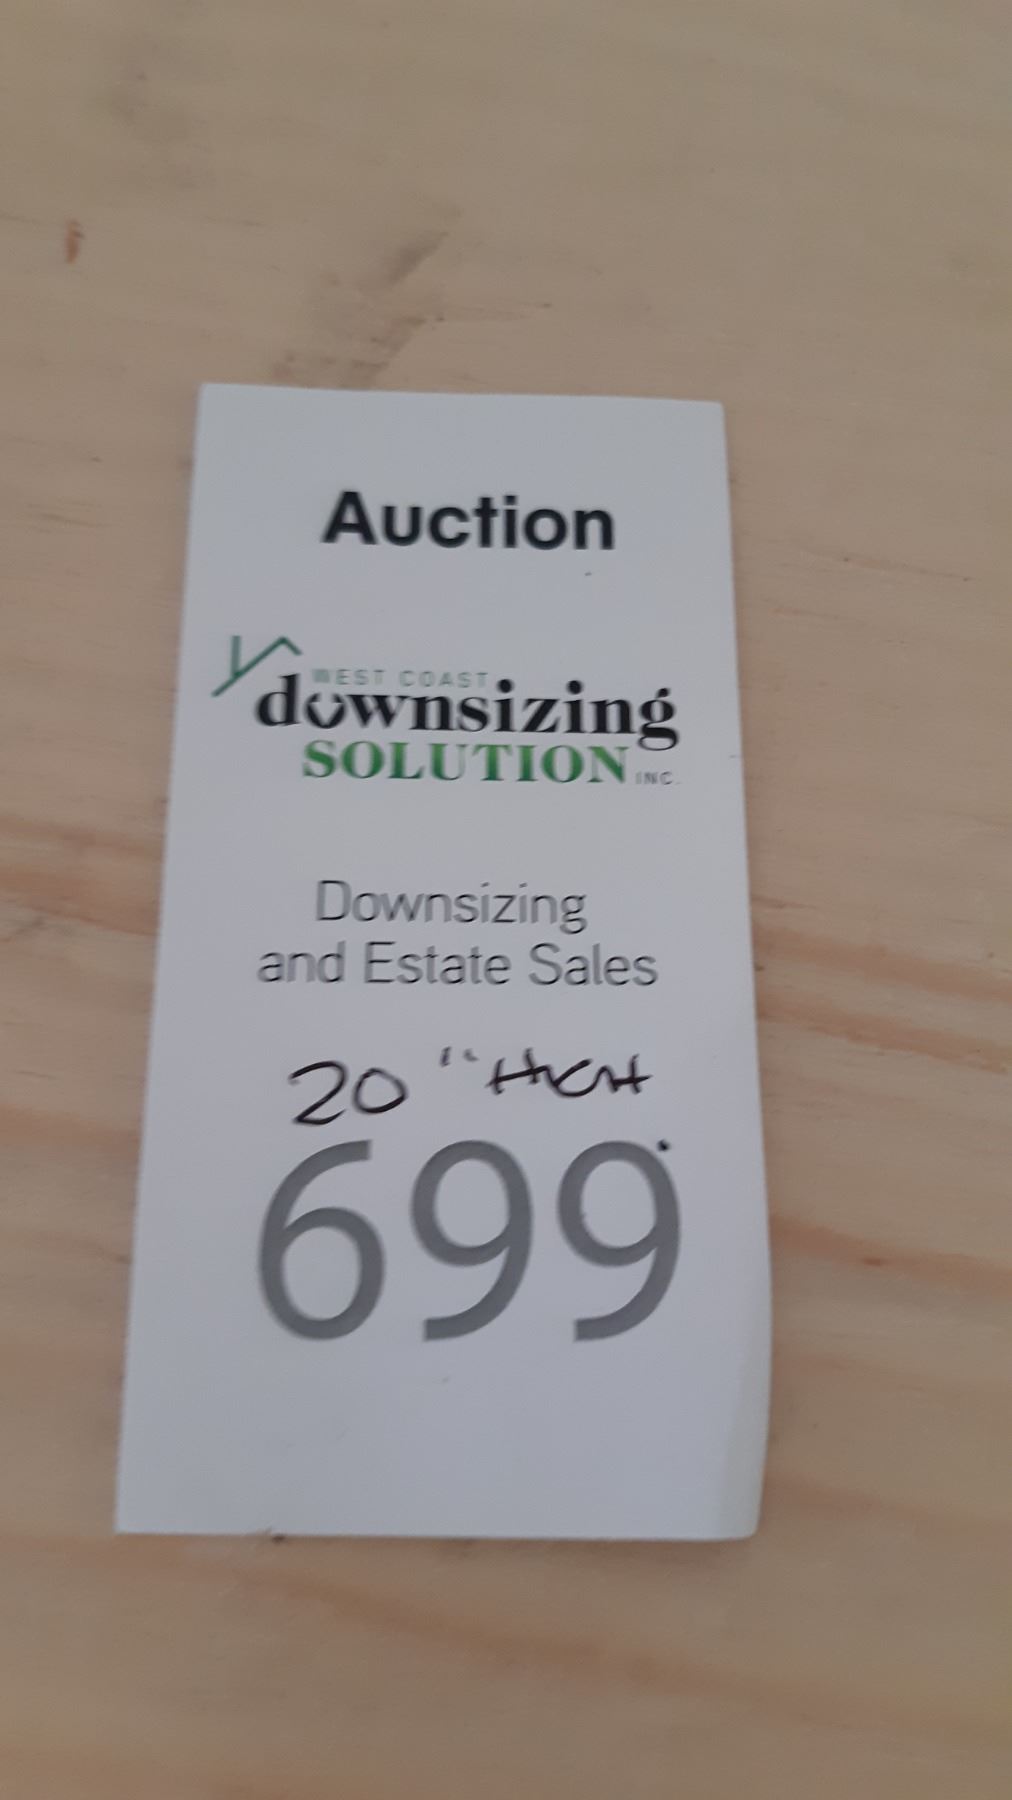 Auction
WEST COAST
downsizing
SOLUTION INC.
Downsizing
and Estate Sales
20 " HIGH
699